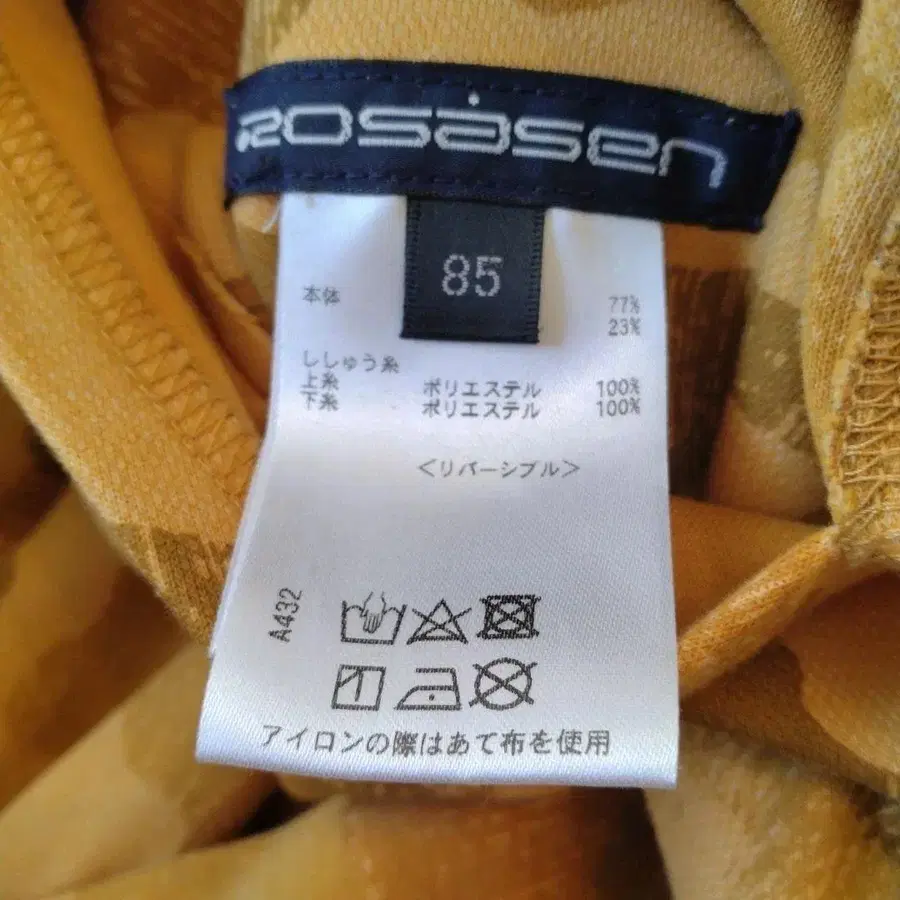 ROSÀSEN
85
本体 77%
23%
ししゅう糸
上糸 ポリエステル 100%
下糸 ポリエステル 100%
＜リバーシブル＞
A432
アイロンの際はあて布を使用